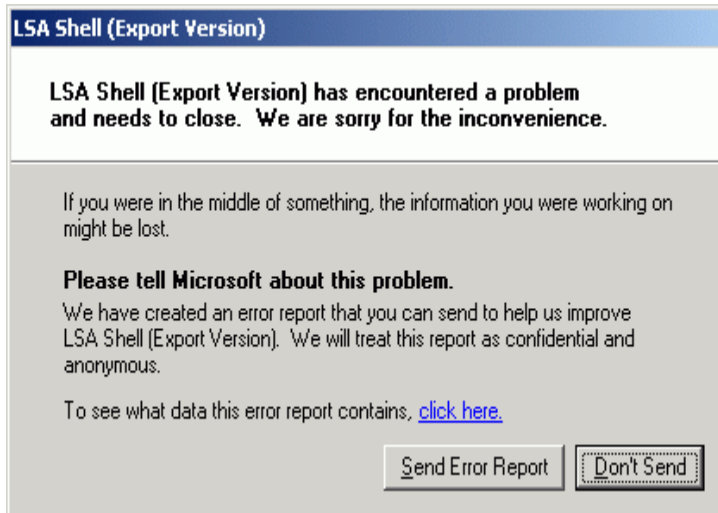 LSA Shell (Export Version)
LSA Shell (Export Version) has encountered a problem
and needs to close.  We are sorry for the inconvenience.
If you were in the middle of something, the information you were working on
might be lost.
Please tell Microsoft about this problem.
We have created an error report that you can send to help us improve
LSA Shell (Export Version).  We will treat this report as confidential and
anonymous.
To see what data this error report contains, click here.
Send Error Report
Don't Send